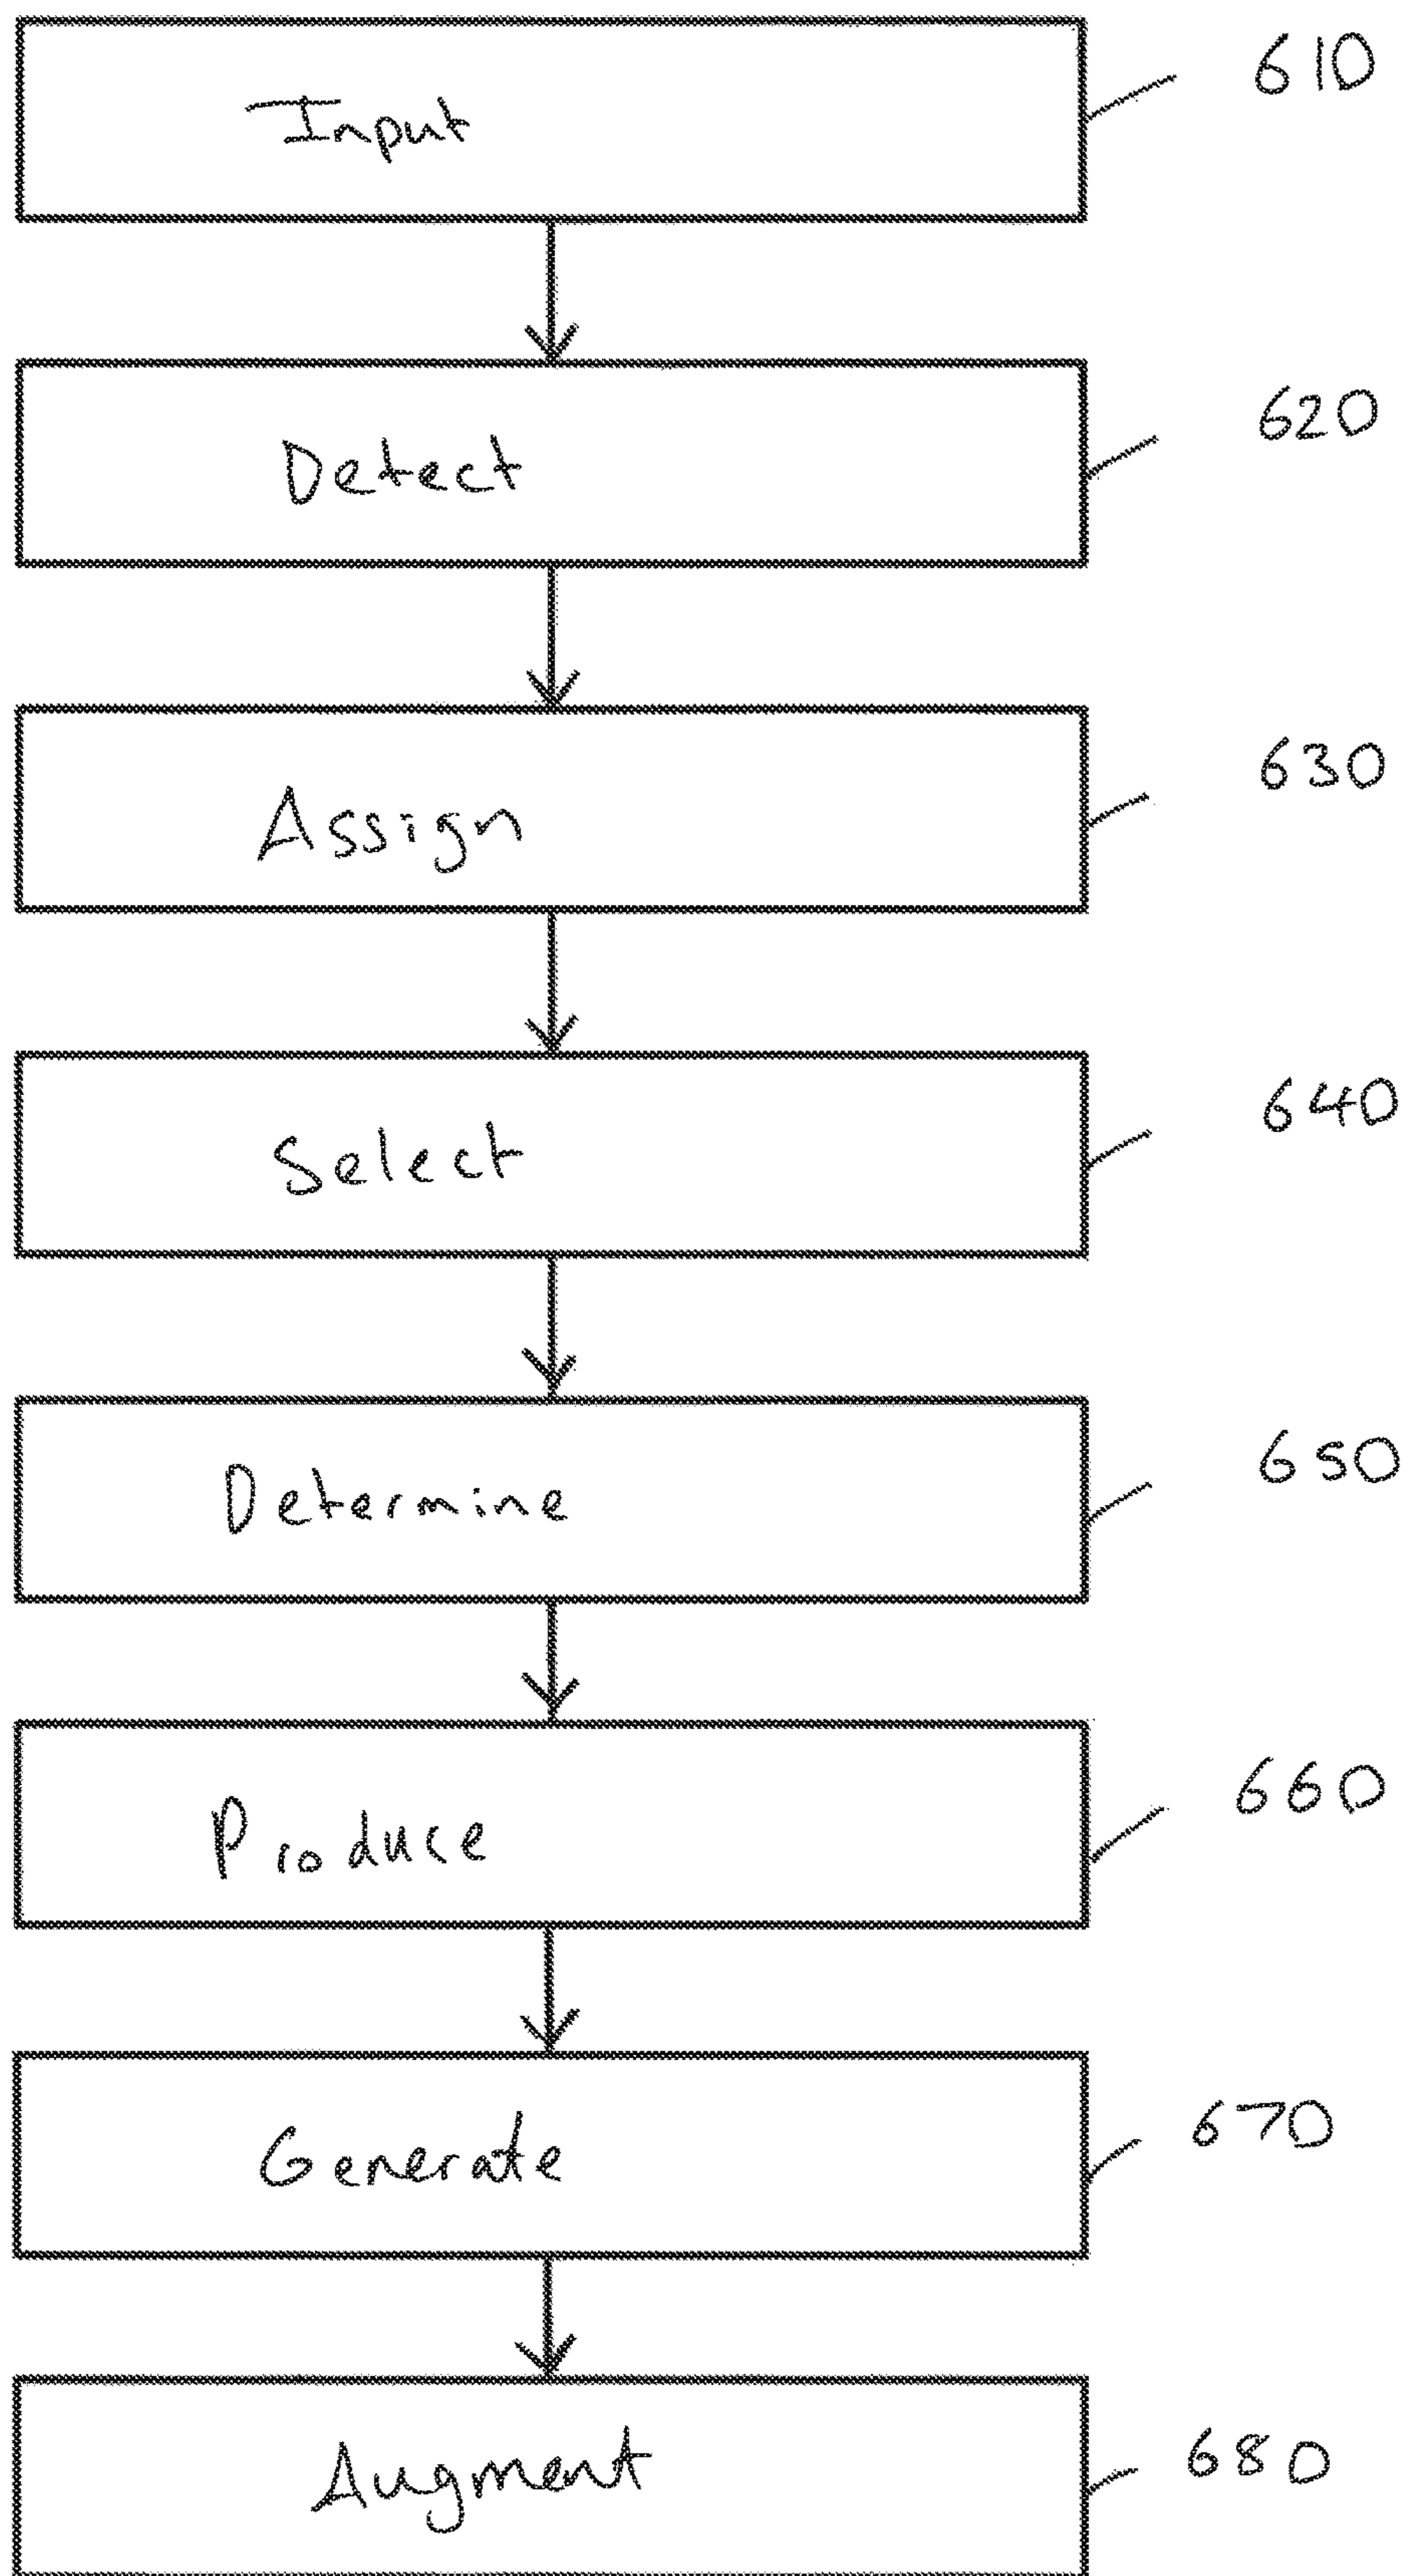 Input 610
Detect 620
Assign 630
Select 640
Determine 650
Produce 660
Generate 670
Augment 680